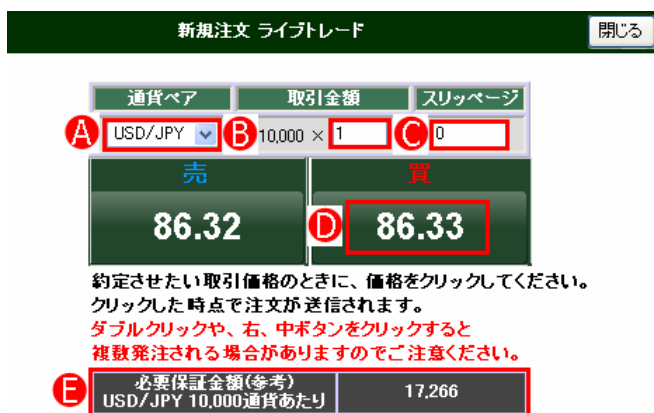 新規注文 ライブトレード 閉じる
通貨ペア 取引金額 スリッページ
A USD/JPY B 10,000 × 1 C 0
売 買
86.32 D 86.33
約定させたい取引価格のときに、価格をクリックしてください。
クリックした時点で注文が送信されます。
ダブルクリックや、右、中ボタンをクリックすると
複数発注される場合がありますのでご注意ください。
E 必要保証金額(参考) 17,266
USD/JPY 10,000通貨あたり